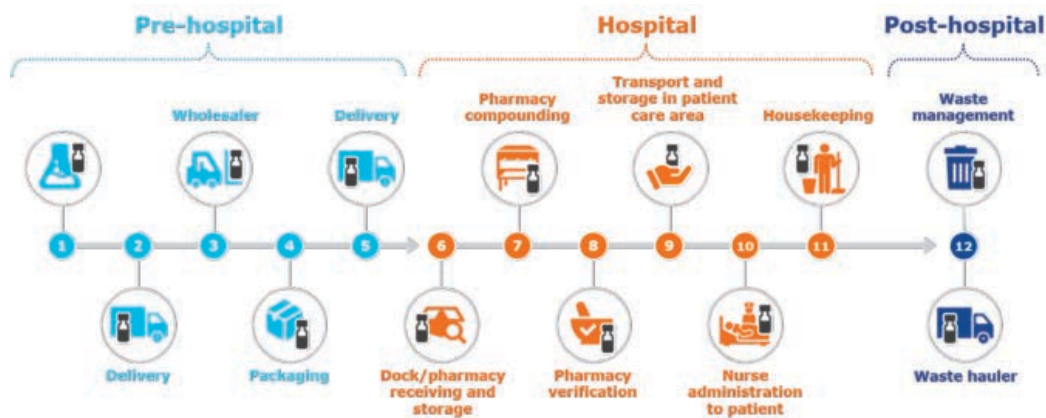 Pre-hospital
Hospital
Post-hospital
Wholesaler
Delivery
Pharmacy
compounding
Transport and
storage in patient
care area
Housekeeping
Waste
management
1
2
3
4
5
6
7
8
9
10
11
12
Delivery
Packaging
Dock/pharmacy
receiving and
storage
Pharmacy
verification
Nurse
administration
to patient
Waste hauler